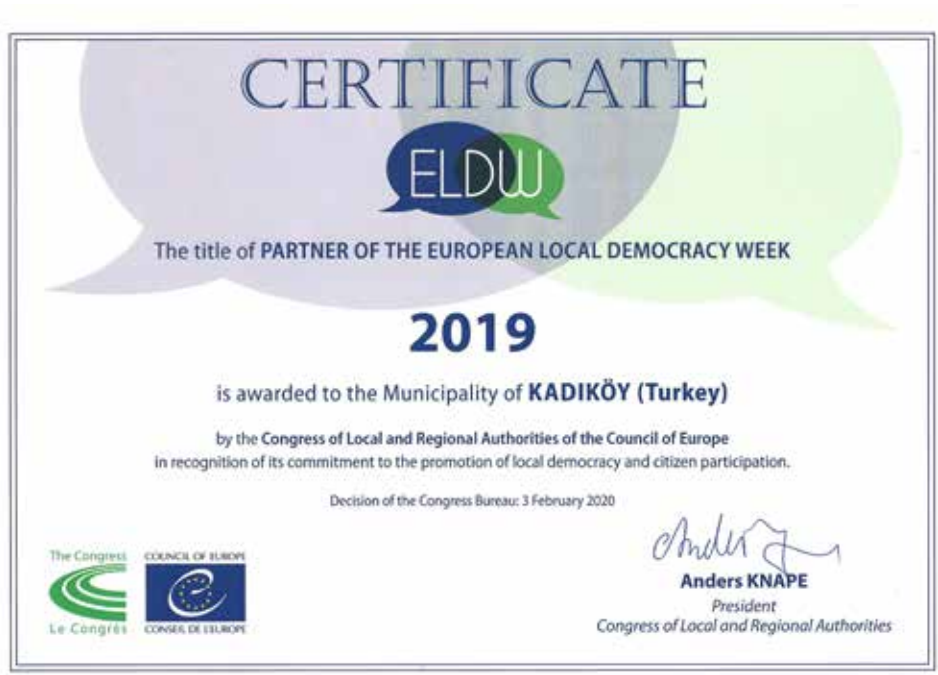 CERTIFICATE
ELDW
The title of PARTNER OF THE EUROPEAN LOCAL DEMOCRACY WEEK
2019
is awarded to the Municipality of KADIKÖY (Turkey)
by the Congress of Local and Regional Authorities of the Council of Europe
in recognition of its commitment to the promotion of local democracy and citizen participation.
Decision of the Congress Bureau: 3 February 2020
The Congress
Le Congrès
COUNCIL OF EUROPE
CONSEIL DE L'EUROPE
Anders KNAPE
President
Congress of Local and Regional Authorities